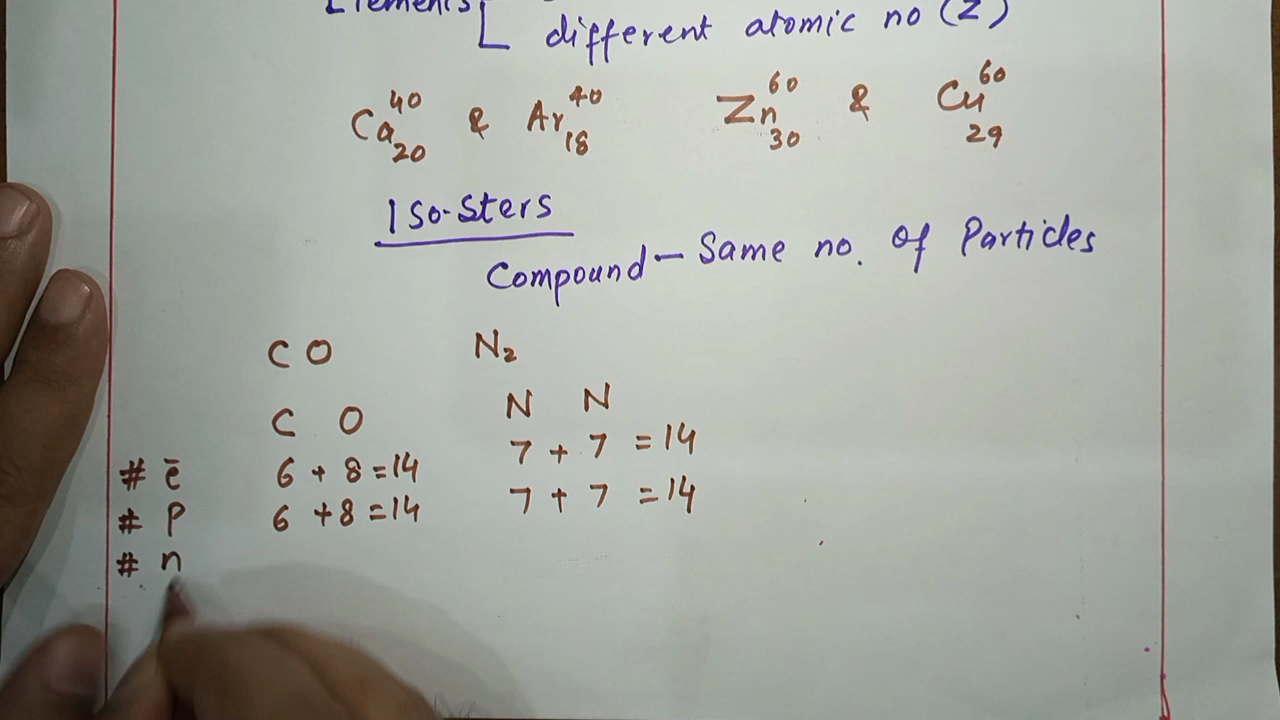 Elements
different atomic no (Z)
Ca 40 20 & Ar 40 18 Zn 60 30 & Cu 60 29
Iso-Sters
Compound – Same no. of Particles
CO N₂
C O N N
# ē 6 + 8 = 14 7 + 7 = 14
# P 6 + 8 = 14 7 + 7 = 14
# n